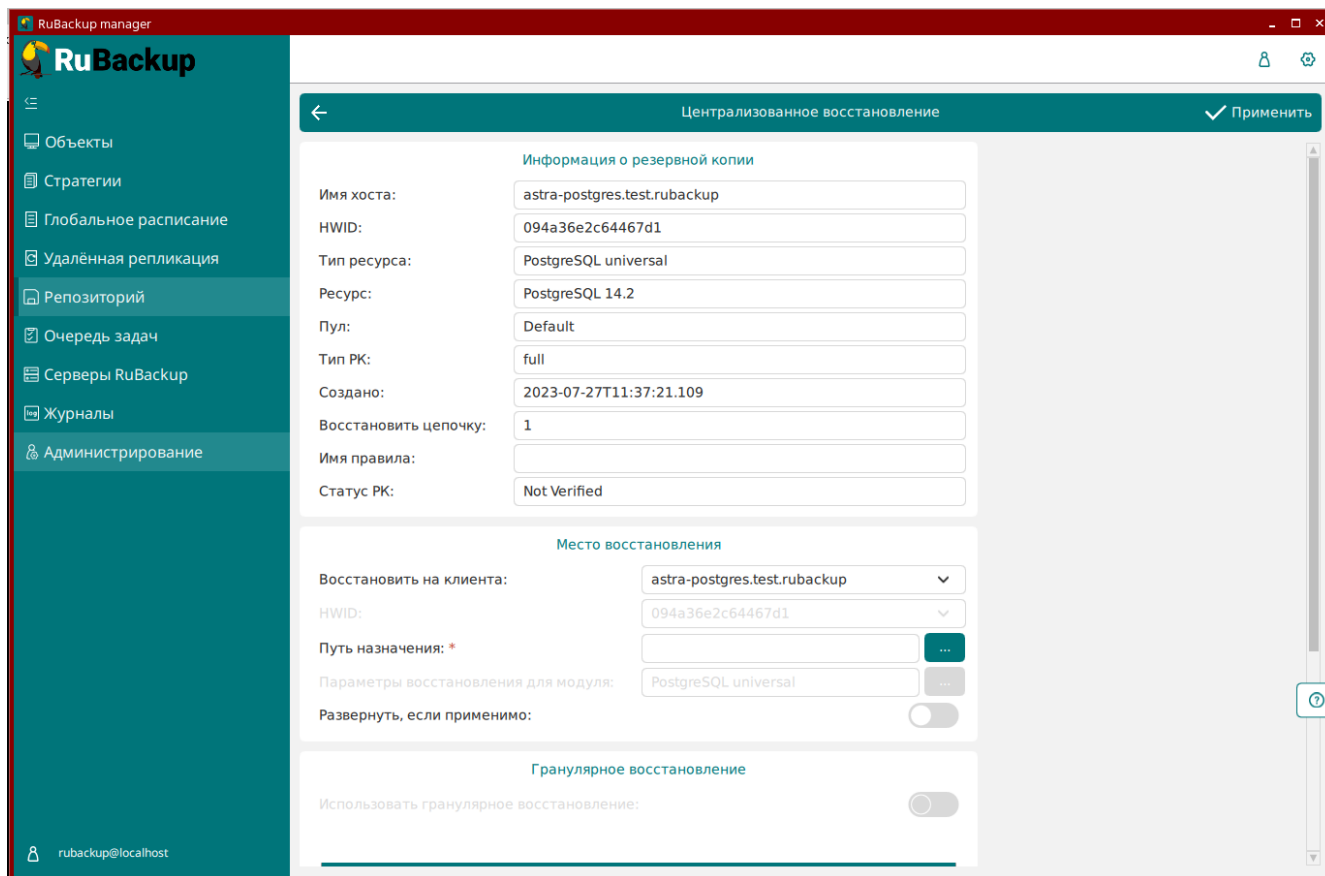 RuBackup manager
RuBackup
Объекты
Стратегии
Глобальное расписание
Удалённая репликация
Репозиторий
Очередь задач
Серверы RuBackup
Журналы
Администрирование
rubackup@localhost
Централизованное восстановление
Применить
Информация о резервной копии
Имя хоста: astra-postgres.test.rubackup
HWID: 094a36e2c64467d1
Тип ресурса: PostgreSQL universal
Ресурс: PostgreSQL 14.2
Пул: Default
Тип РК: full
Создано: 2023-07-27T11:37:21.109
Восстановить цепочку: 1
Имя правила:
Статус РК: Not Verified
Место восстановления
Восстановить на клиента: astra-postgres.test.rubackup
HWID: 094a36e2c64467d1
Путь назначения: * ...
Параметры восстановления для модуля: PostgreSQL universal ...
Развернуть, если применимо:
Гранулярное восстановление
Использовать гранулярное восстановление: